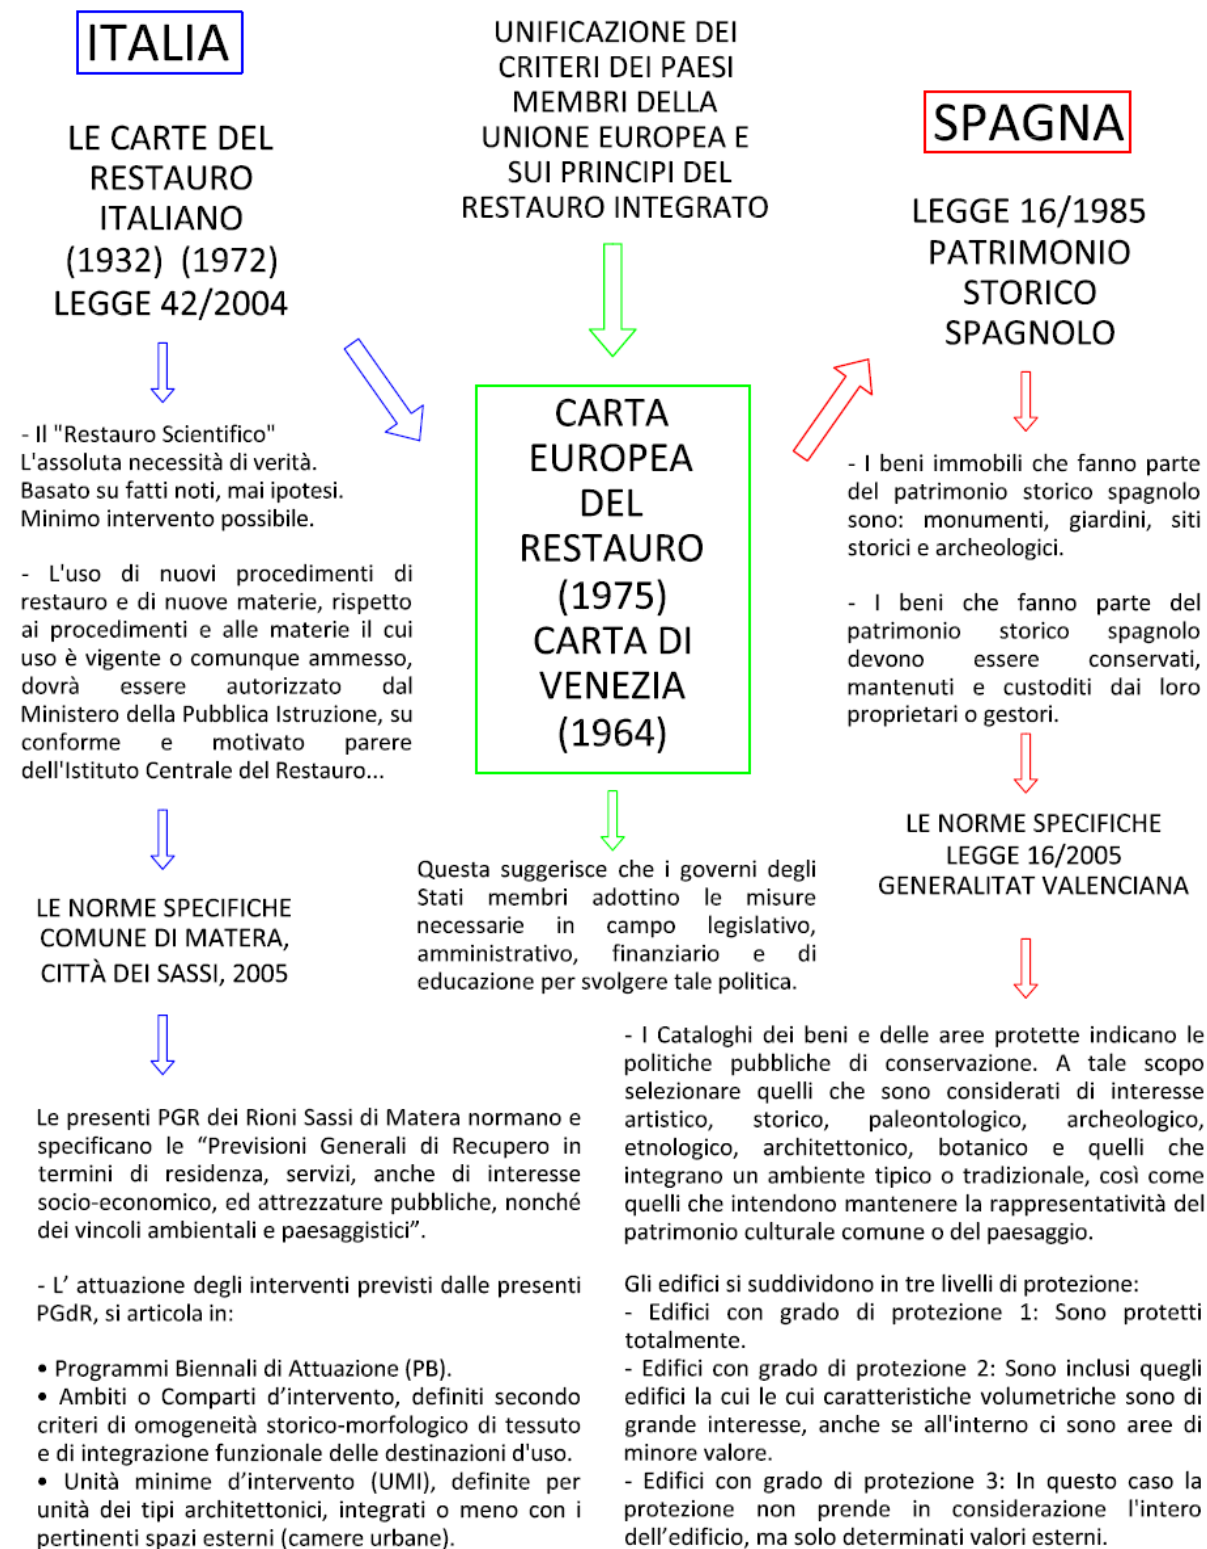 ITALIA
LE CARTE DEL
RESTAURO
ITALIANO
(1932) (1972)
LEGGE 42/2004
- Il "Restauro Scientifico"
L'assoluta necessità di verità.
Basato su fatti noti, mai ipotesi.
Minimo intervento possibile.
- L'uso di nuovi procedimenti di
restauro e di nuove materie, rispetto
ai procedimenti e alle materie il cui
uso è vigente o comunque ammesso,
dovrà essere autorizzato dal
Ministero della Pubblica Istruzione, su
conforme e motivato parere
dell'Istituto Centrale del Restauro...
LE NORME SPECIFICHE
COMUNE DI MATERA,
CITTÀ DEI SASSI, 2005
Le presenti PGR dei Rioni Sassi di Matera normano e
specificano le “Previsioni Generali di Recupero in
termini di residenza, servizi, anche di interesse
socio-economico, ed attrezzature pubbliche, nonché
dei vincoli ambientali e paesaggistici”.
- L’ attuazione degli interventi previsti dalle presenti
PGdR, si articola in:
• Programmi Biennali di Attuazione (PB).
• Ambiti o Comparti d’intervento, definiti secondo
criteri di omogeneità storico-morfologico di tessuto
e di integrazione funzionale delle destinazioni d'uso.
• Unità minime d’intervento (UMI), definite per
unità dei tipi architettonici, integrati o meno con i
pertinenti spazi esterni (camere urbane).
UNIFICAZIONE DEI
CRITERI DEI PAESI
MEMBRI DELLA
UNIONE EUROPEA E
SUI PRINCIPI DEL
RESTAURO INTEGRATO
CARTA
EUROPEA
DEL
RESTAURO
(1975)
CARTA DI
VENEZIA
(1964)
Questa suggerisce che i governi degli
Stati membri adottino le misure
necessarie in campo legislativo,
amministrativo, finanziario e di
educazione per svolgere tale politica.
SPAGNA
LEGGE 16/1985
PATRIMONIO
STORICO
SPAGNOLO
- I beni immobili che fanno parte
del patrimonio storico spagnolo
sono: monumenti, giardini, siti
storici e archeologici.
- I beni che fanno parte del
patrimonio storico spagnolo
devono essere conservati,
mantenuti e custoditi dai loro
proprietari o gestori.
LE NORME SPECIFICHE
LEGGE 16/2005
GENERALITAT VALENCIANA
- I Cataloghi dei beni e delle aree protette indicano le
politiche pubbliche di conservazione. A tale scopo
selezionare quelli che sono considerati di interesse
artistico, storico, paleontologico, archeologico,
etnologico, architettonico, botanico e quelli che
integrano un ambiente tipico o tradizionale, così come
quelli che intendono mantenere la rappresentatività del
patrimonio culturale comune o del paesaggio.
Gli edifici si suddividono in tre livelli di protezione:
- Edifici con grado di protezione 1: Sono protetti
totalmente.
- Edifici con grado di protezione 2: Sono inclusi quegli
edifici la cui le cui caratteristiche volumetriche sono di
grande interesse, anche se all'interno ci sono aree di
minore valore.
- Edifici con grado di protezione 3: In questo caso la
protezione non prende in considerazione l'intero
dell’edificio, ma solo determinati valori esterni.